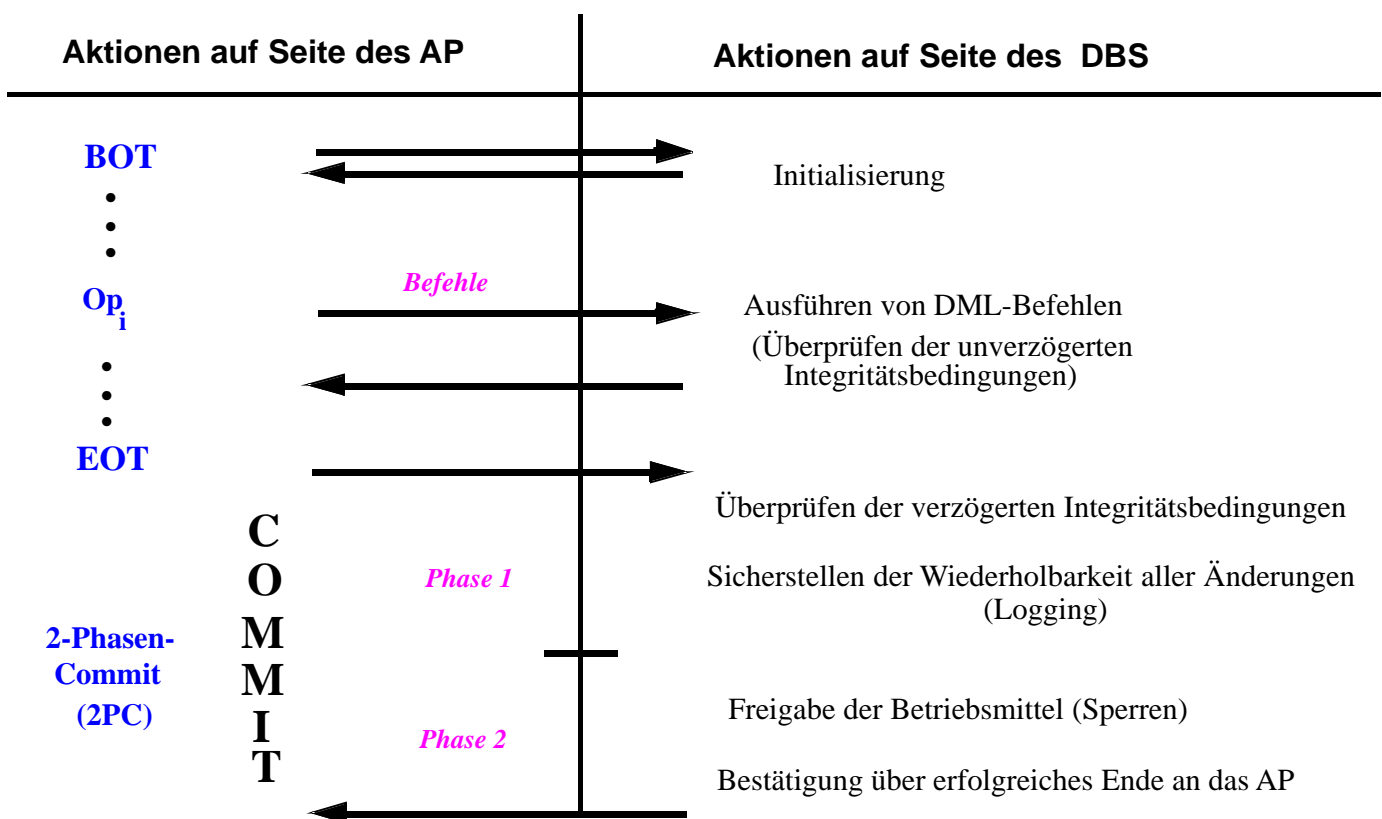 Aktionen auf Seite des AP
Aktionen auf Seite des DBS
BOT
Initialisierung
Befehle
Opi
Ausführen von DML-Befehlen
(Überprüfen der unverzögerten
Integritätsbedingungen)
EOT
Überprüfen der verzögerten Integritätsbedingungen
COMMIT
Phase 1
Sicherstellen der Wiederholbarkeit aller Änderungen
(Logging)
2-Phasen-
Commit
(2PC)
Freigabe der Betriebsmittel (Sperren)
Phase 2
Bestätigung über erfolgreiches Ende an das AP